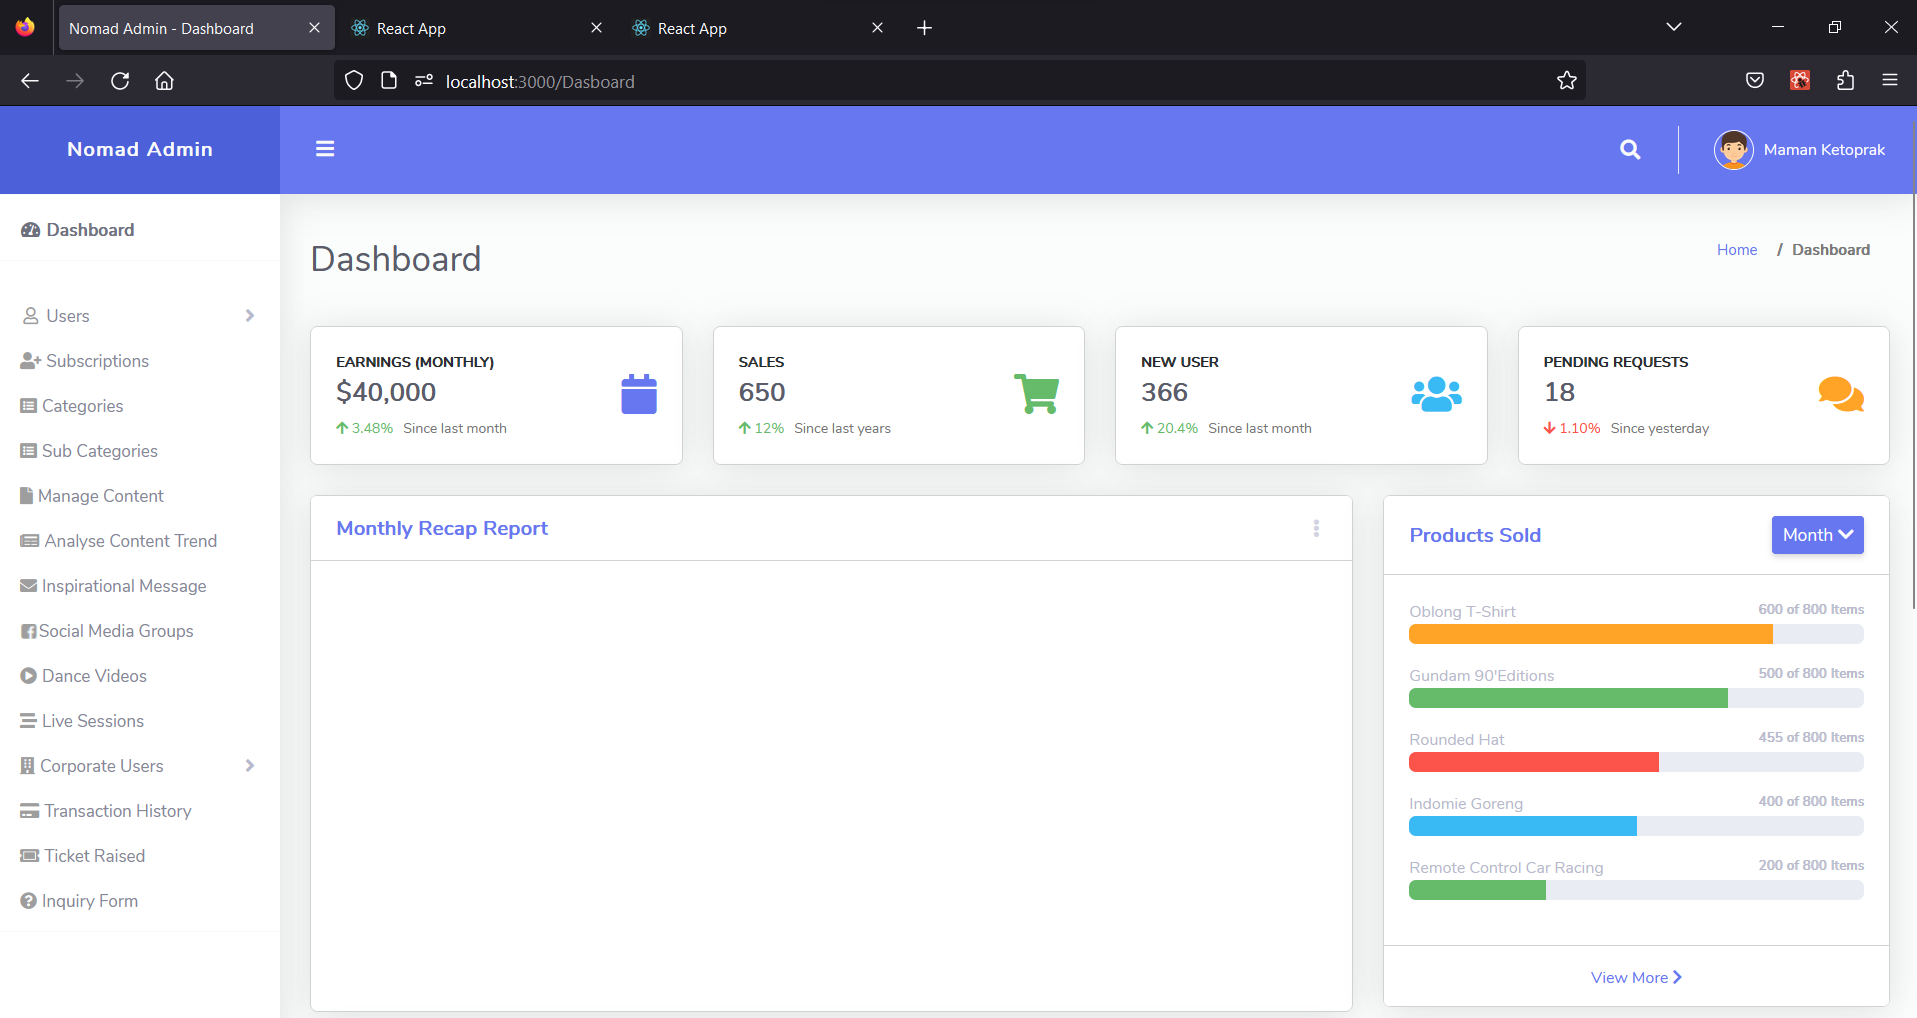 Nomad Admin - Dashboard
React App
React App
localhost:3000/Dasboard
Nomad Admin
Maman Ketoprak
Dashboard
Users
Subscriptions
Categories
Sub Categories
Manage Content
Analyse Content Trend
Inspirational Message
Social Media Groups
Dance Videos
Live Sessions
Corporate Users
Transaction History
Ticket Raised
Inquiry Form
Dashboard
Home / Dashboard
EARNINGS (MONTHLY)
$40,000
3.48% Since last month
SALES
650
12% Since last years
NEW USER
366
20.4% Since last month
PENDING REQUESTS
18
1.10% Since yesterday
Monthly Recap Report
Products Sold
Month
Oblong T-Shirt
600 of 800 Items
Gundam 90'Editions
500 of 800 Items
Rounded Hat
455 of 800 Items
Indomie Goreng
400 of 800 Items
Remote Control Car Racing
200 of 800 Items
View More